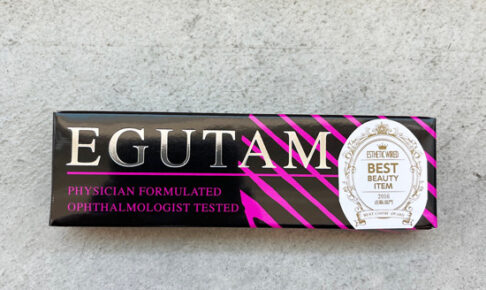 EGUTAM
PHYSICIAN FORMULATED
OPHTHALMOLOGIST TESTED
ESTHETIC WIRED
BEST
BEAUTY
ITEM
2016